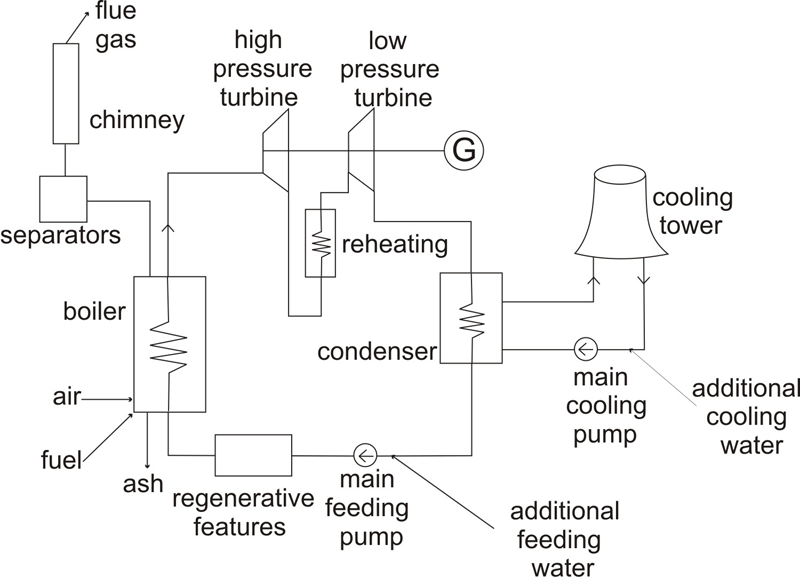 flue
gas
chimney
separators
high
pressure
turbine
low
pressure
turbine
G
reheating
cooling
tower
boiler
condenser
air
fuel
ash
regenerative
features
main
feeding
pump
additional
feeding
water
main
cooling
pump
additional
cooling
water